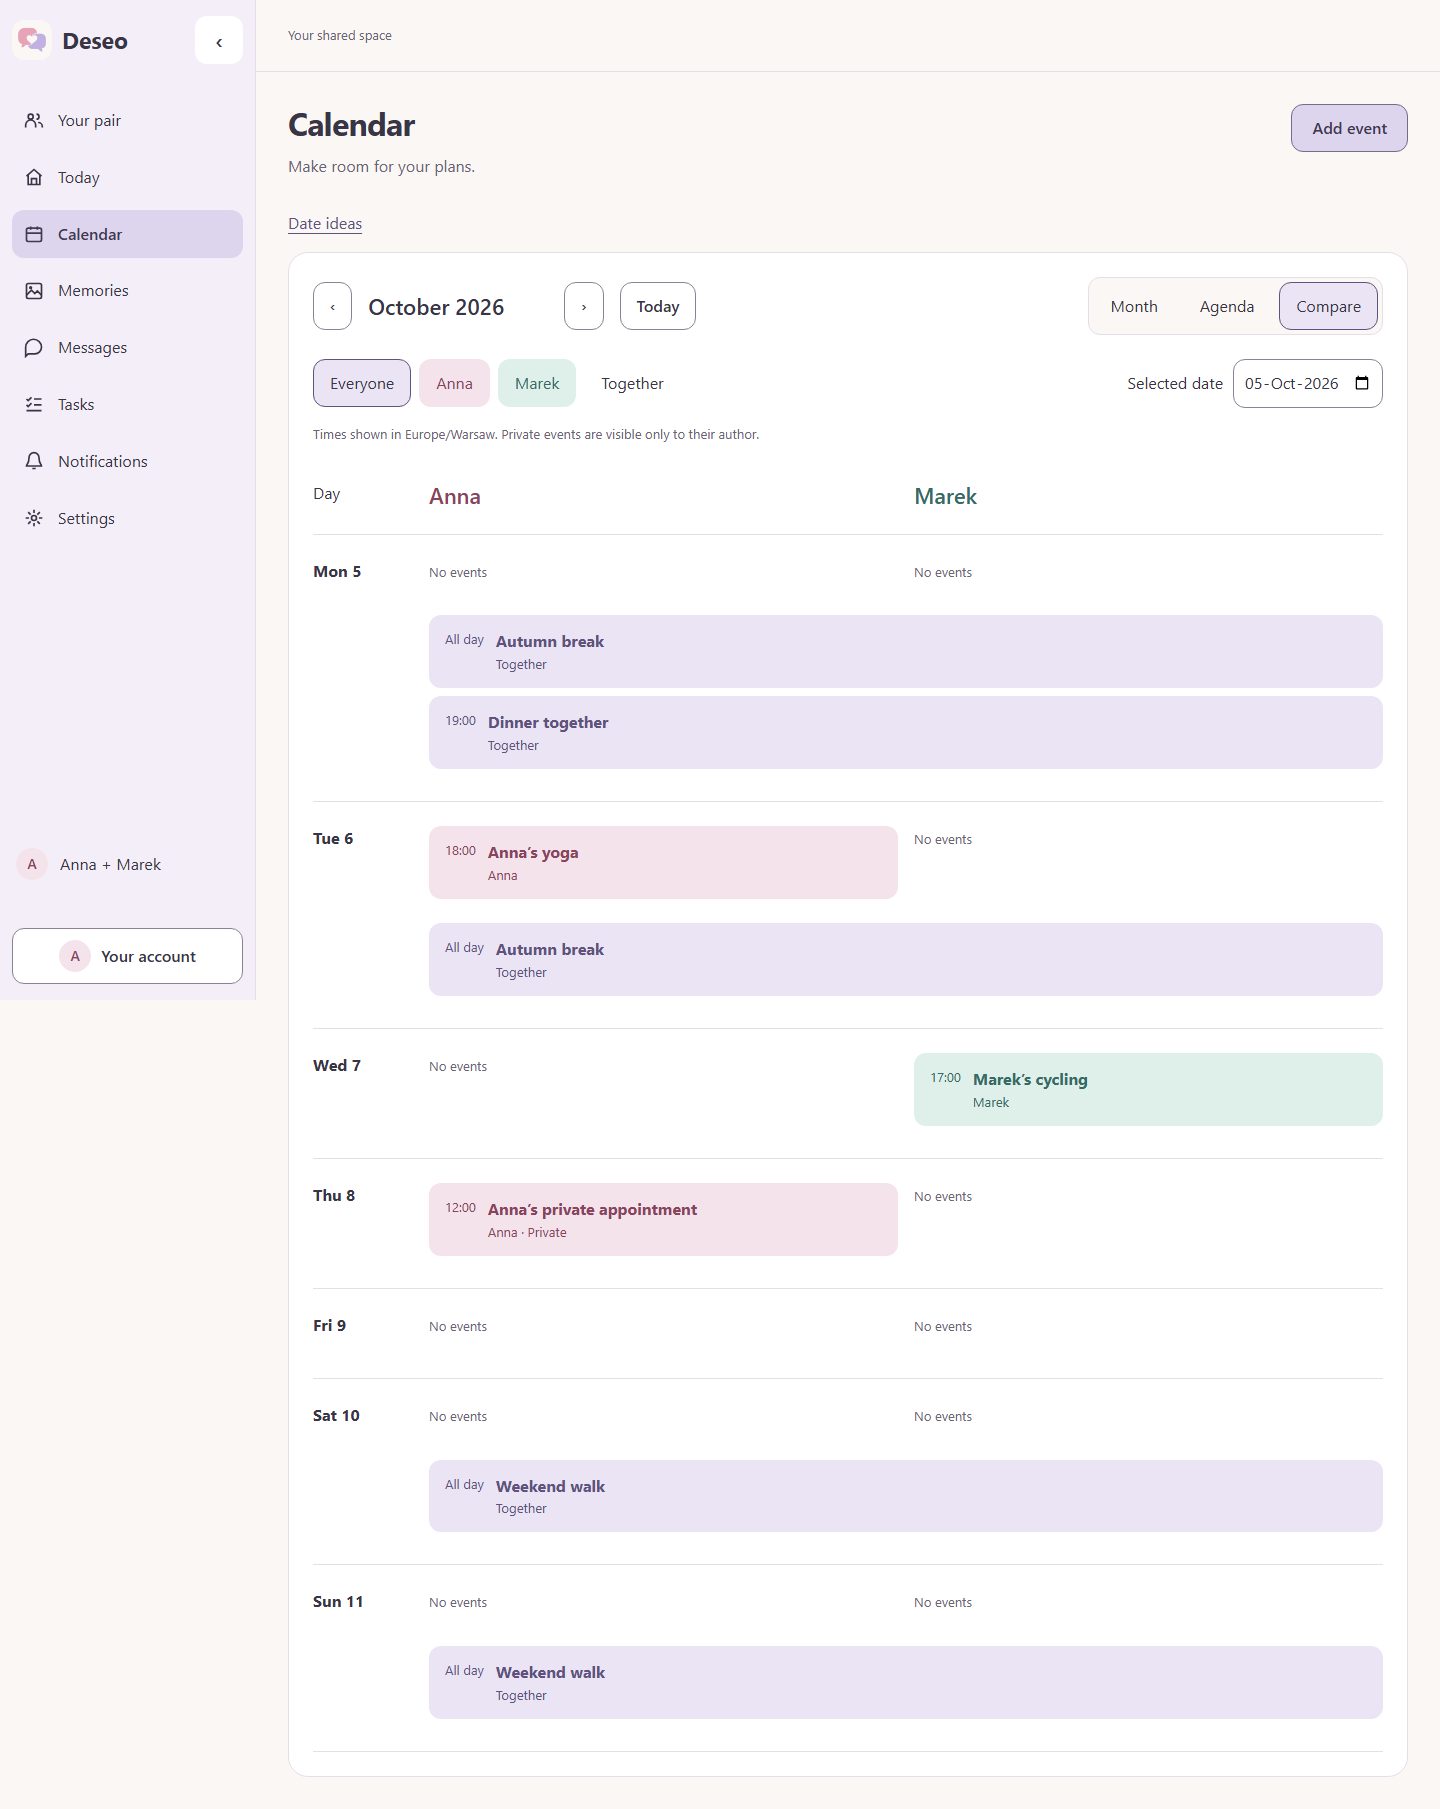 Deseo
‹
Your pair
Today
Calendar
Memories
Messages
Tasks
Notifications
Settings
A Anna + Marek
A Your account
Your shared space
Calendar
Make room for your plans.
Add event
Date ideas
‹ October 2026 › Today
Month Agenda Compare
Everyone Anna Marek Together
Selected date 05-Oct-2026
Times shown in Europe/Warsaw. Private events are visible only to their author.
Day Anna Marek
Mon 5 No events No events
All day Autumn break
Together
19:00 Dinner together
Together
Tue 6 18:00 Anna’s yoga No events
Anna
All day Autumn break
Together
Wed 7 No events 17:00 Marek’s cycling
Marek
Thu 8 12:00 Anna’s private appointment No events
Anna · Private
Fri 9 No events No events
Sat 10 No events No events
All day Weekend walk
Together
Sun 11 No events No events
All day Weekend walk
Together